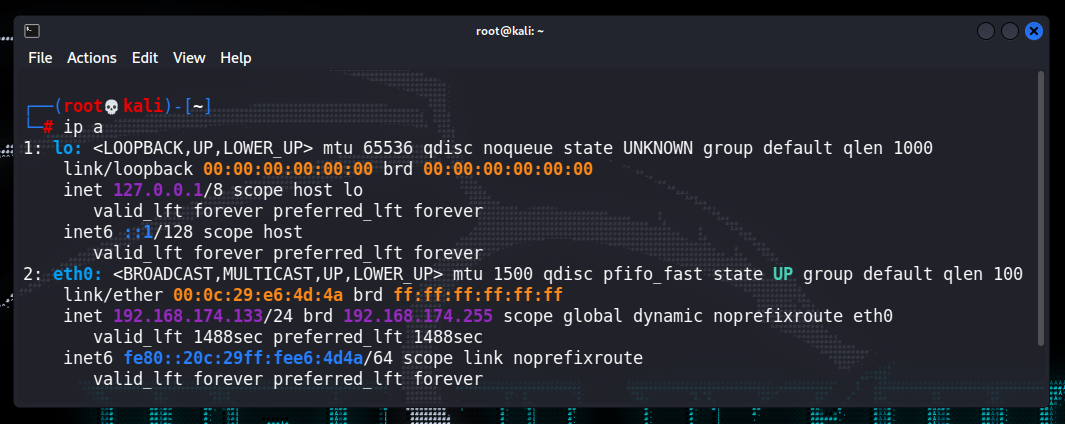 root@kali: ~
File Actions Edit View Help
┌──(root💀kali)-[~]
└─# ip a
1: lo: <LOOPBACK,UP,LOWER_UP> mtu 65536 qdisc noqueue state UNKNOWN group default qlen 1000
link/loopback 00:00:00:00:00:00 brd 00:00:00:00:00:00
inet 127.0.0.1/8 scope host lo
valid_lft forever preferred_lft forever
inet6 ::1/128 scope host
valid_lft forever preferred_lft forever
2: eth0: <BROADCAST,MULTICAST,UP,LOWER_UP> mtu 1500 qdisc pfifo_fast state UP group default qlen 100
link/ether 00:0c:29:e6:4d:4a brd ff:ff:ff:ff:ff:ff
inet 192.168.174.133/24 brd 192.168.174.255 scope global dynamic noprefixroute eth0
valid_lft 1488sec preferred_lft 1488sec
inet6 fe80::20c:29ff:fee6:4d4a/64 scope link noprefixroute
valid_lft forever preferred_lft forever